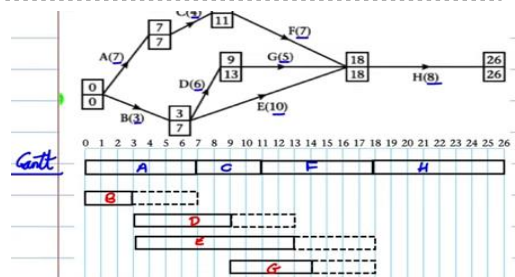 C(4)
7
7
11
F(7)
A(7)
G(5)
9
13
18
18
26
26
0
0
D(6)
H(8)
E(10)
B(3)
3
7
0 1 2 3 4 5 6 7 8 9 10 11 12 13 14 15 16 17 18 19 20 21 22 23 24 25 26
Gantt
A C F H
B
D
E
G